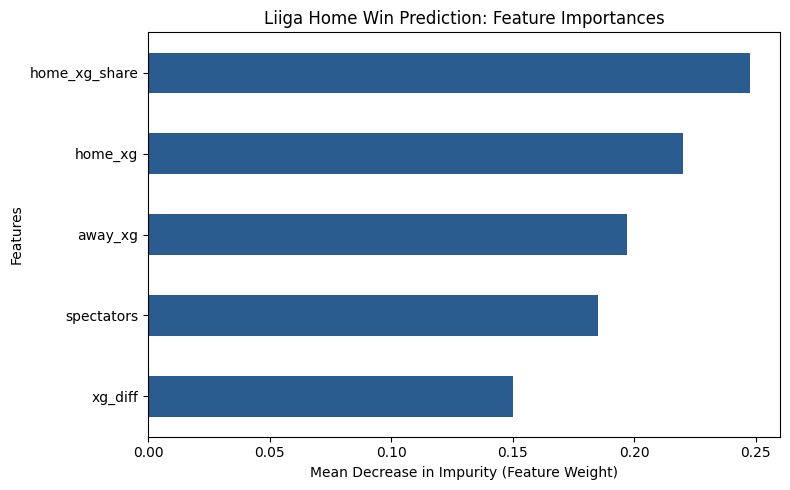 Liiga Home Win Prediction: Feature Importances
home_xg_share
home_xg
away_xg
spectators
xg_diff
Features
0.00 0.05 0.10 0.15 0.20 0.25
Mean Decrease in Impurity (Feature Weight)